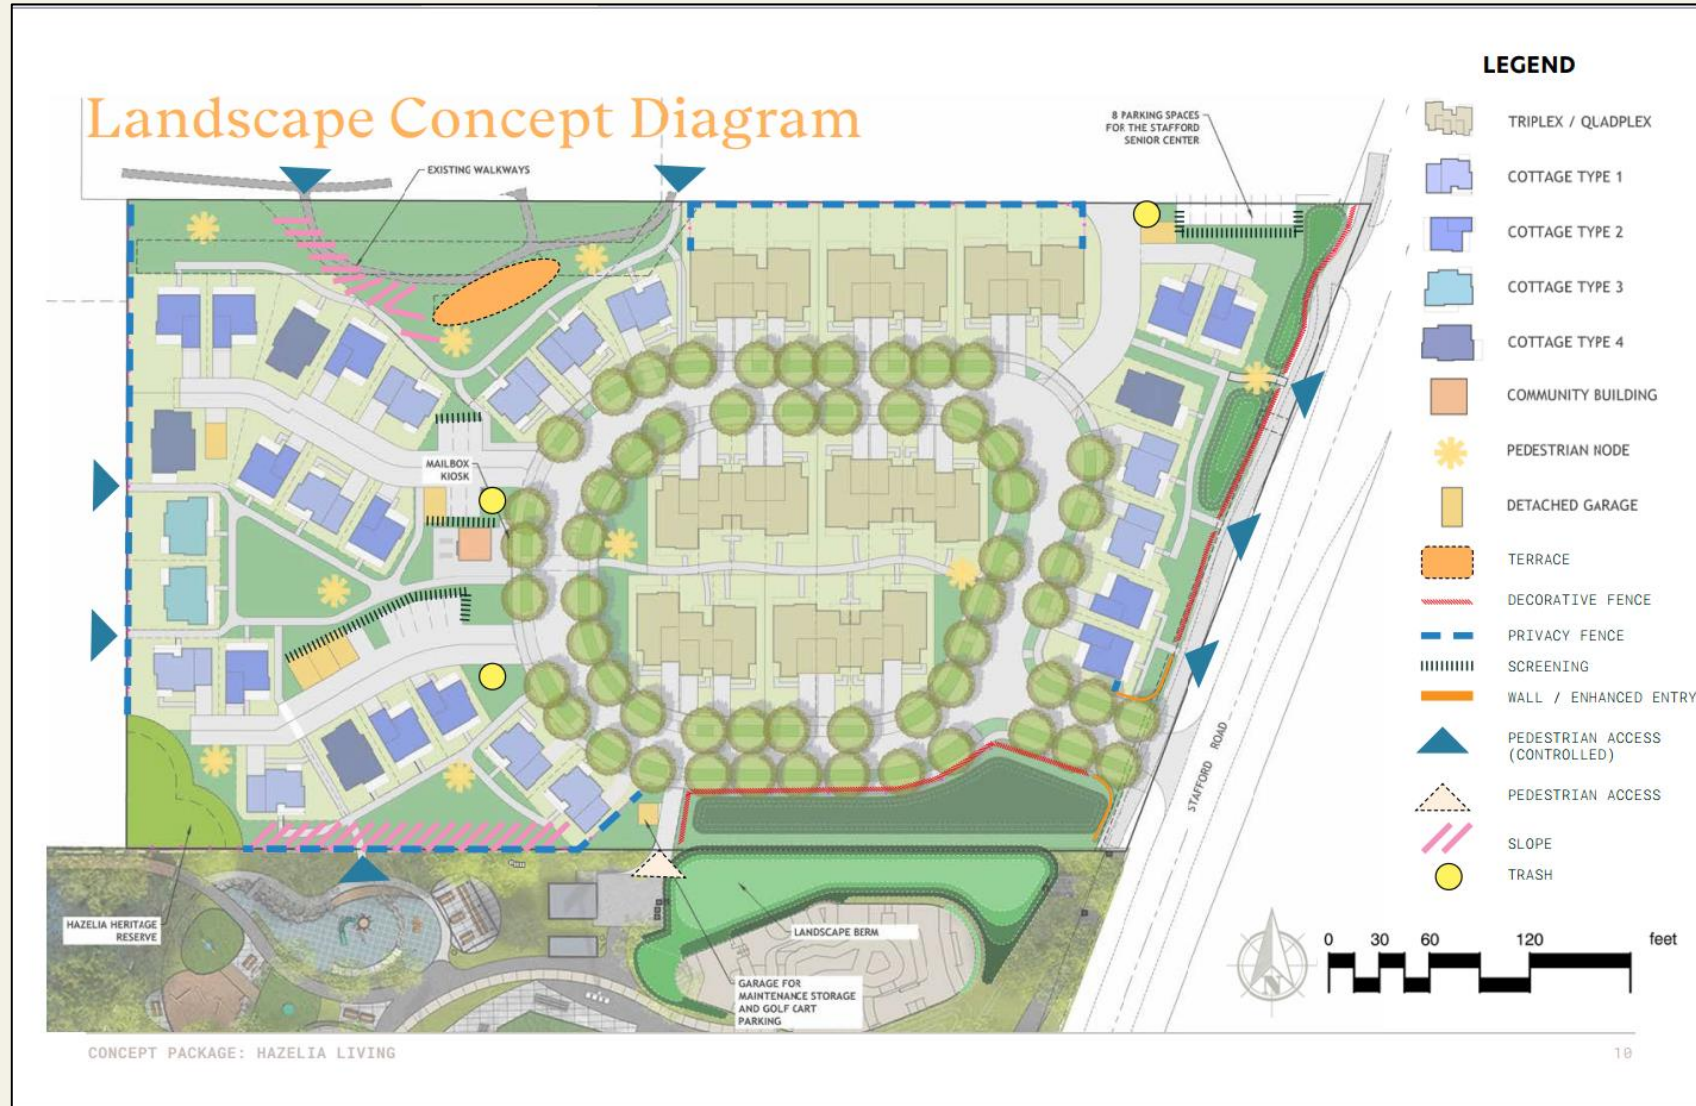 Landscape Concept Diagram
EXISTING WALKWAYS
8 PARKING SPACES
FOR THE STAFFORD
SENIOR CENTER
MAILBOX
KIOSK
HAZELIA HERITAGE
RESERVE
LANDSCAPE BERM
GARAGE FOR
MAINTENANCE STORAGE
AND GOLF CART
PARKING
STAFFORD ROAD
LEGEND
TRIPLEX / QUADPLEX
COTTAGE TYPE 1
COTTAGE TYPE 2
COTTAGE TYPE 3
COTTAGE TYPE 4
COMMUNITY BUILDING
PEDESTRIAN NODE
DETACHED GARAGE
TERRACE
DECORATIVE FENCE
PRIVACY FENCE
SCREENING
WALL / ENHANCED ENTRY
PEDESTRIAN ACCESS
(CONTROLLED)
PEDESTRIAN ACCESS
SLOPE
TRASH
N
0 30 60 120 feet
CONCEPT PACKAGE: HAZELIA LIVING
10